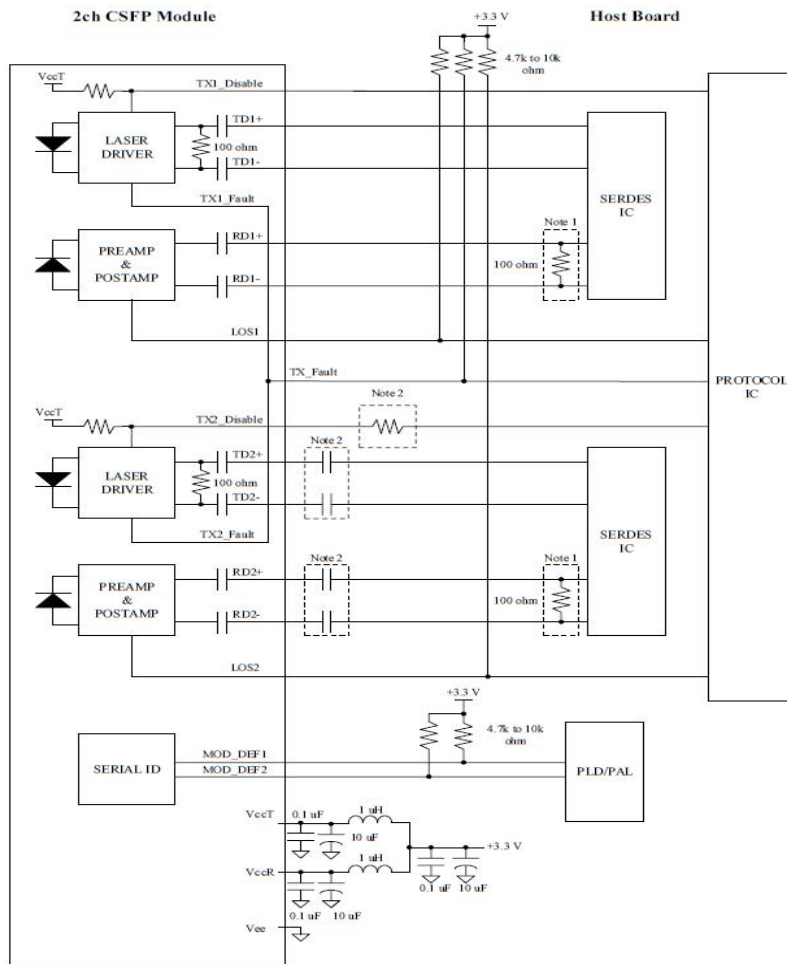 2ch CSFP Module
Host Board
+3.3 V
4.7k to 10k
ohm
VccT
TX1_Disable
LASER
DRIVER
TD1+
100 ohm
TD1-
TX1_Fault
SERDES
IC
PREAMP
&
POSTAMP
RD1+
RD1-
Note 1
100 ohm
LOS1
TX_Fault
PROTOCOL
IC
VccT
TX2_Disable
Note 2
LASER
DRIVER
TD2+
100 ohm
TD2-
Note 2
TX2_Fault
SERDES
IC
PREAMP
&
POSTAMP
RD2+
RD2-
Note 2
Note 1
100 ohm
LOS2
+3.3 V
4.7k to 10k
ohm
SERIAL ID
MOD_DEF1
MOD_DEF2
PLD/PAL
VccT
0.1 uF
1 uH
10 uF
1 uH
+3.3 V
VccR
0.1 uF
10 uF
0.1 uF
10 uF
Vee